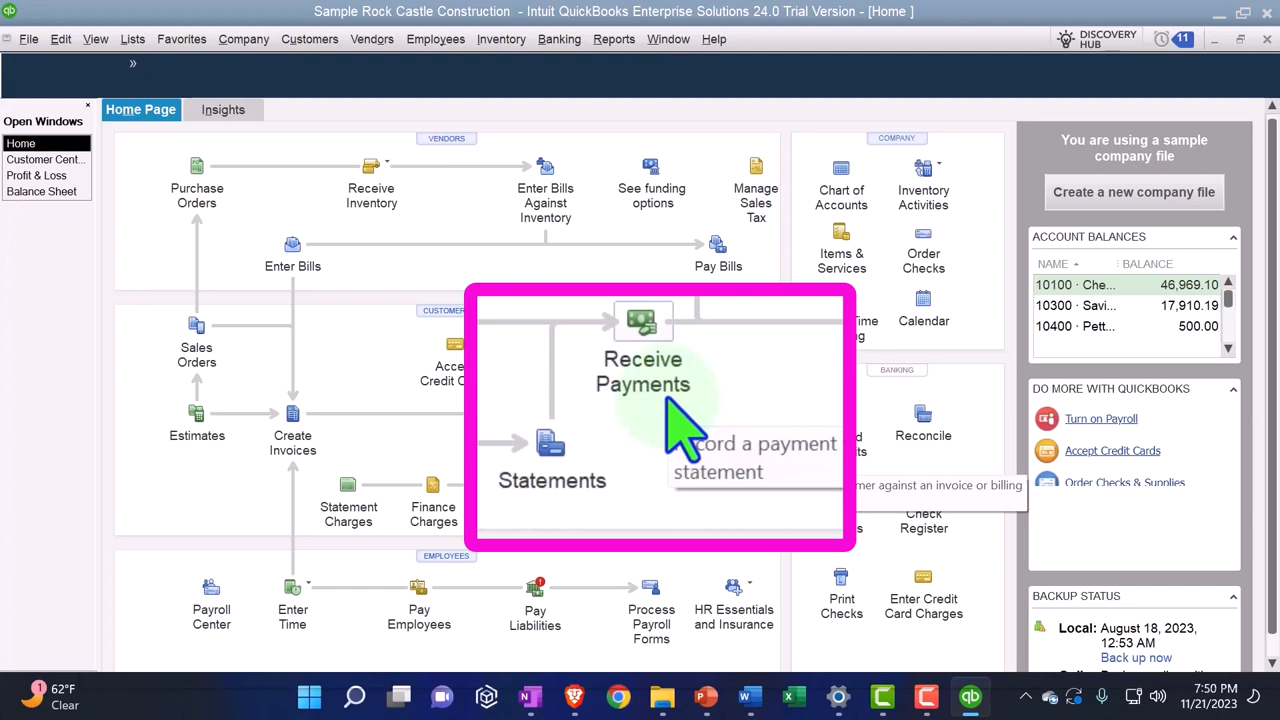 Sample Rock Castle Construction - Intuit QuickBooks Enterprise Solutions 24.0 Trial Version - [Home ]
File Edit View Lists Favorites Company Customers Vendors Employees Inventory Banking Reports Window Help
DISCOVERY
HUB
11
»
Home Page
Insights
Open Windows
Home
Customer Cent...
Profit & Loss
Balance Sheet
VENDORS
Purchase
Orders
Receive
Inventory
Enter Bills
Against
Inventory
See funding
options
Manage
Sales
Tax
Enter Bills
Pay Bills
CUSTOMER
Sales
Orders
Acce
Credit C
Estimates
Create
Invoices
Statement
Charges
Finance
Charges
Receive
Payments
Statements
cord a payment
statement
mer against an invoice or billing
EMPLOYEES
Payroll
Center
Enter
Time
Pay
Employees
Pay
Liabilities
Process
Payroll
Forms
HR Essentials
and Insurance
COMPANY
Chart of
Accounts
Inventory
Activities
Items &
Services
Order
Checks
Time
ng
Calendar
BANKING
d
ts
Reconcile
s
Check
Register
Print
Checks
Enter Credit
Card Charges
You are using a sample
company file
Create a new company file
ACCOUNT BALANCES
NAME BALANCE
10100 · Che... 46,969.10
10300 · Savi... 17,910.19
10400 · Pett... 500.00
DO MORE WITH QUICKBOOKS
Turn on Payroll
Accept Credit Cards
Order Checks & Supplies
BACKUP STATUS
Local: August 18, 2023,
12:53 AM
Back up now
1
62°F
Clear
7:50 PM
11/21/2023